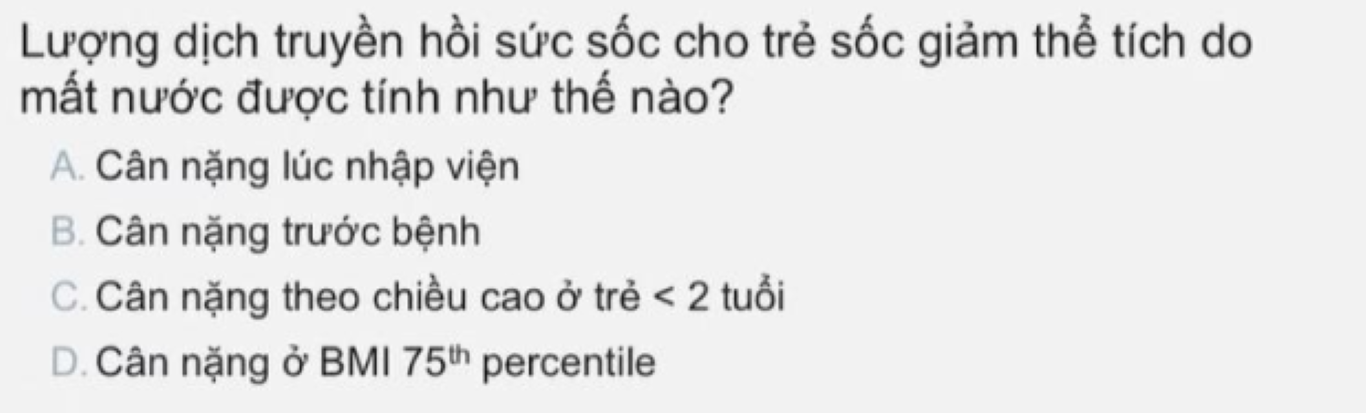 Lượng dịch truyền hồi sức sốc cho trẻ sốc giảm thể tích do
mất nước được tính như thế nào?
A. Cân nặng lúc nhập viện
B. Cân nặng trước bệnh
C. Cân nặng theo chiều cao ở trẻ < 2 tuổi
D. Cân nặng ở BMI 75th percentile